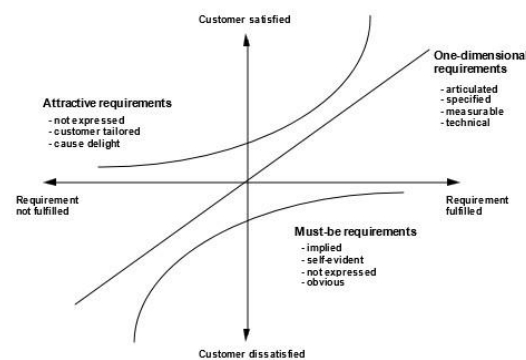 Customer satisfied
One-dimensional
requirements
- articulated
- specified
- measurable
- technical
Attractive requirements
- not expressed
- customer tailored
- cause delight
Requirement
not fulfilled
Requirement
fulfilled
Must-be requirements
- implied
- self-evident
- not expressed
- obvious
Customer dissatisfied